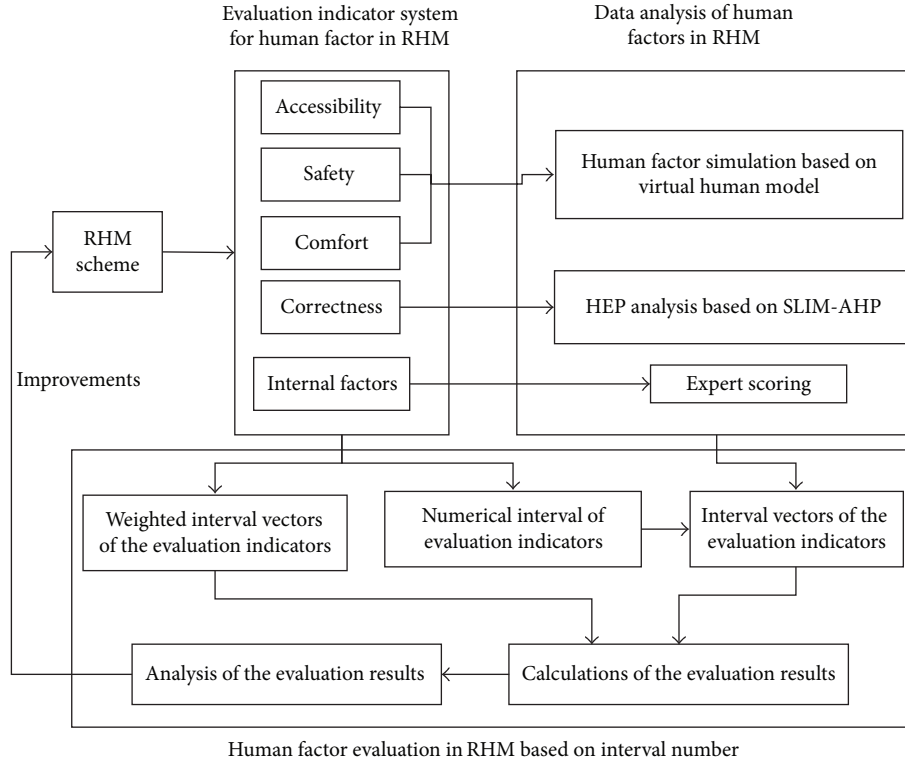 Evaluation indicator system
for human factor in RHM
Data analysis of human
factors in RHM
Accessibility
Safety
Comfort
Correctness
Internal factors
Human factor simulation based on
virtual human model
HEP analysis based on SLIM-AHP
Expert scoring
RHM
scheme
Improvements
Weighted interval vectors
of the evaluation indicators
Numerical interval of
evaluation indicators
Interval vectors of the
evaluation indicators
Analysis of the evaluation results
Calculations of the evaluation results
Human factor evaluation in RHM based on interval number